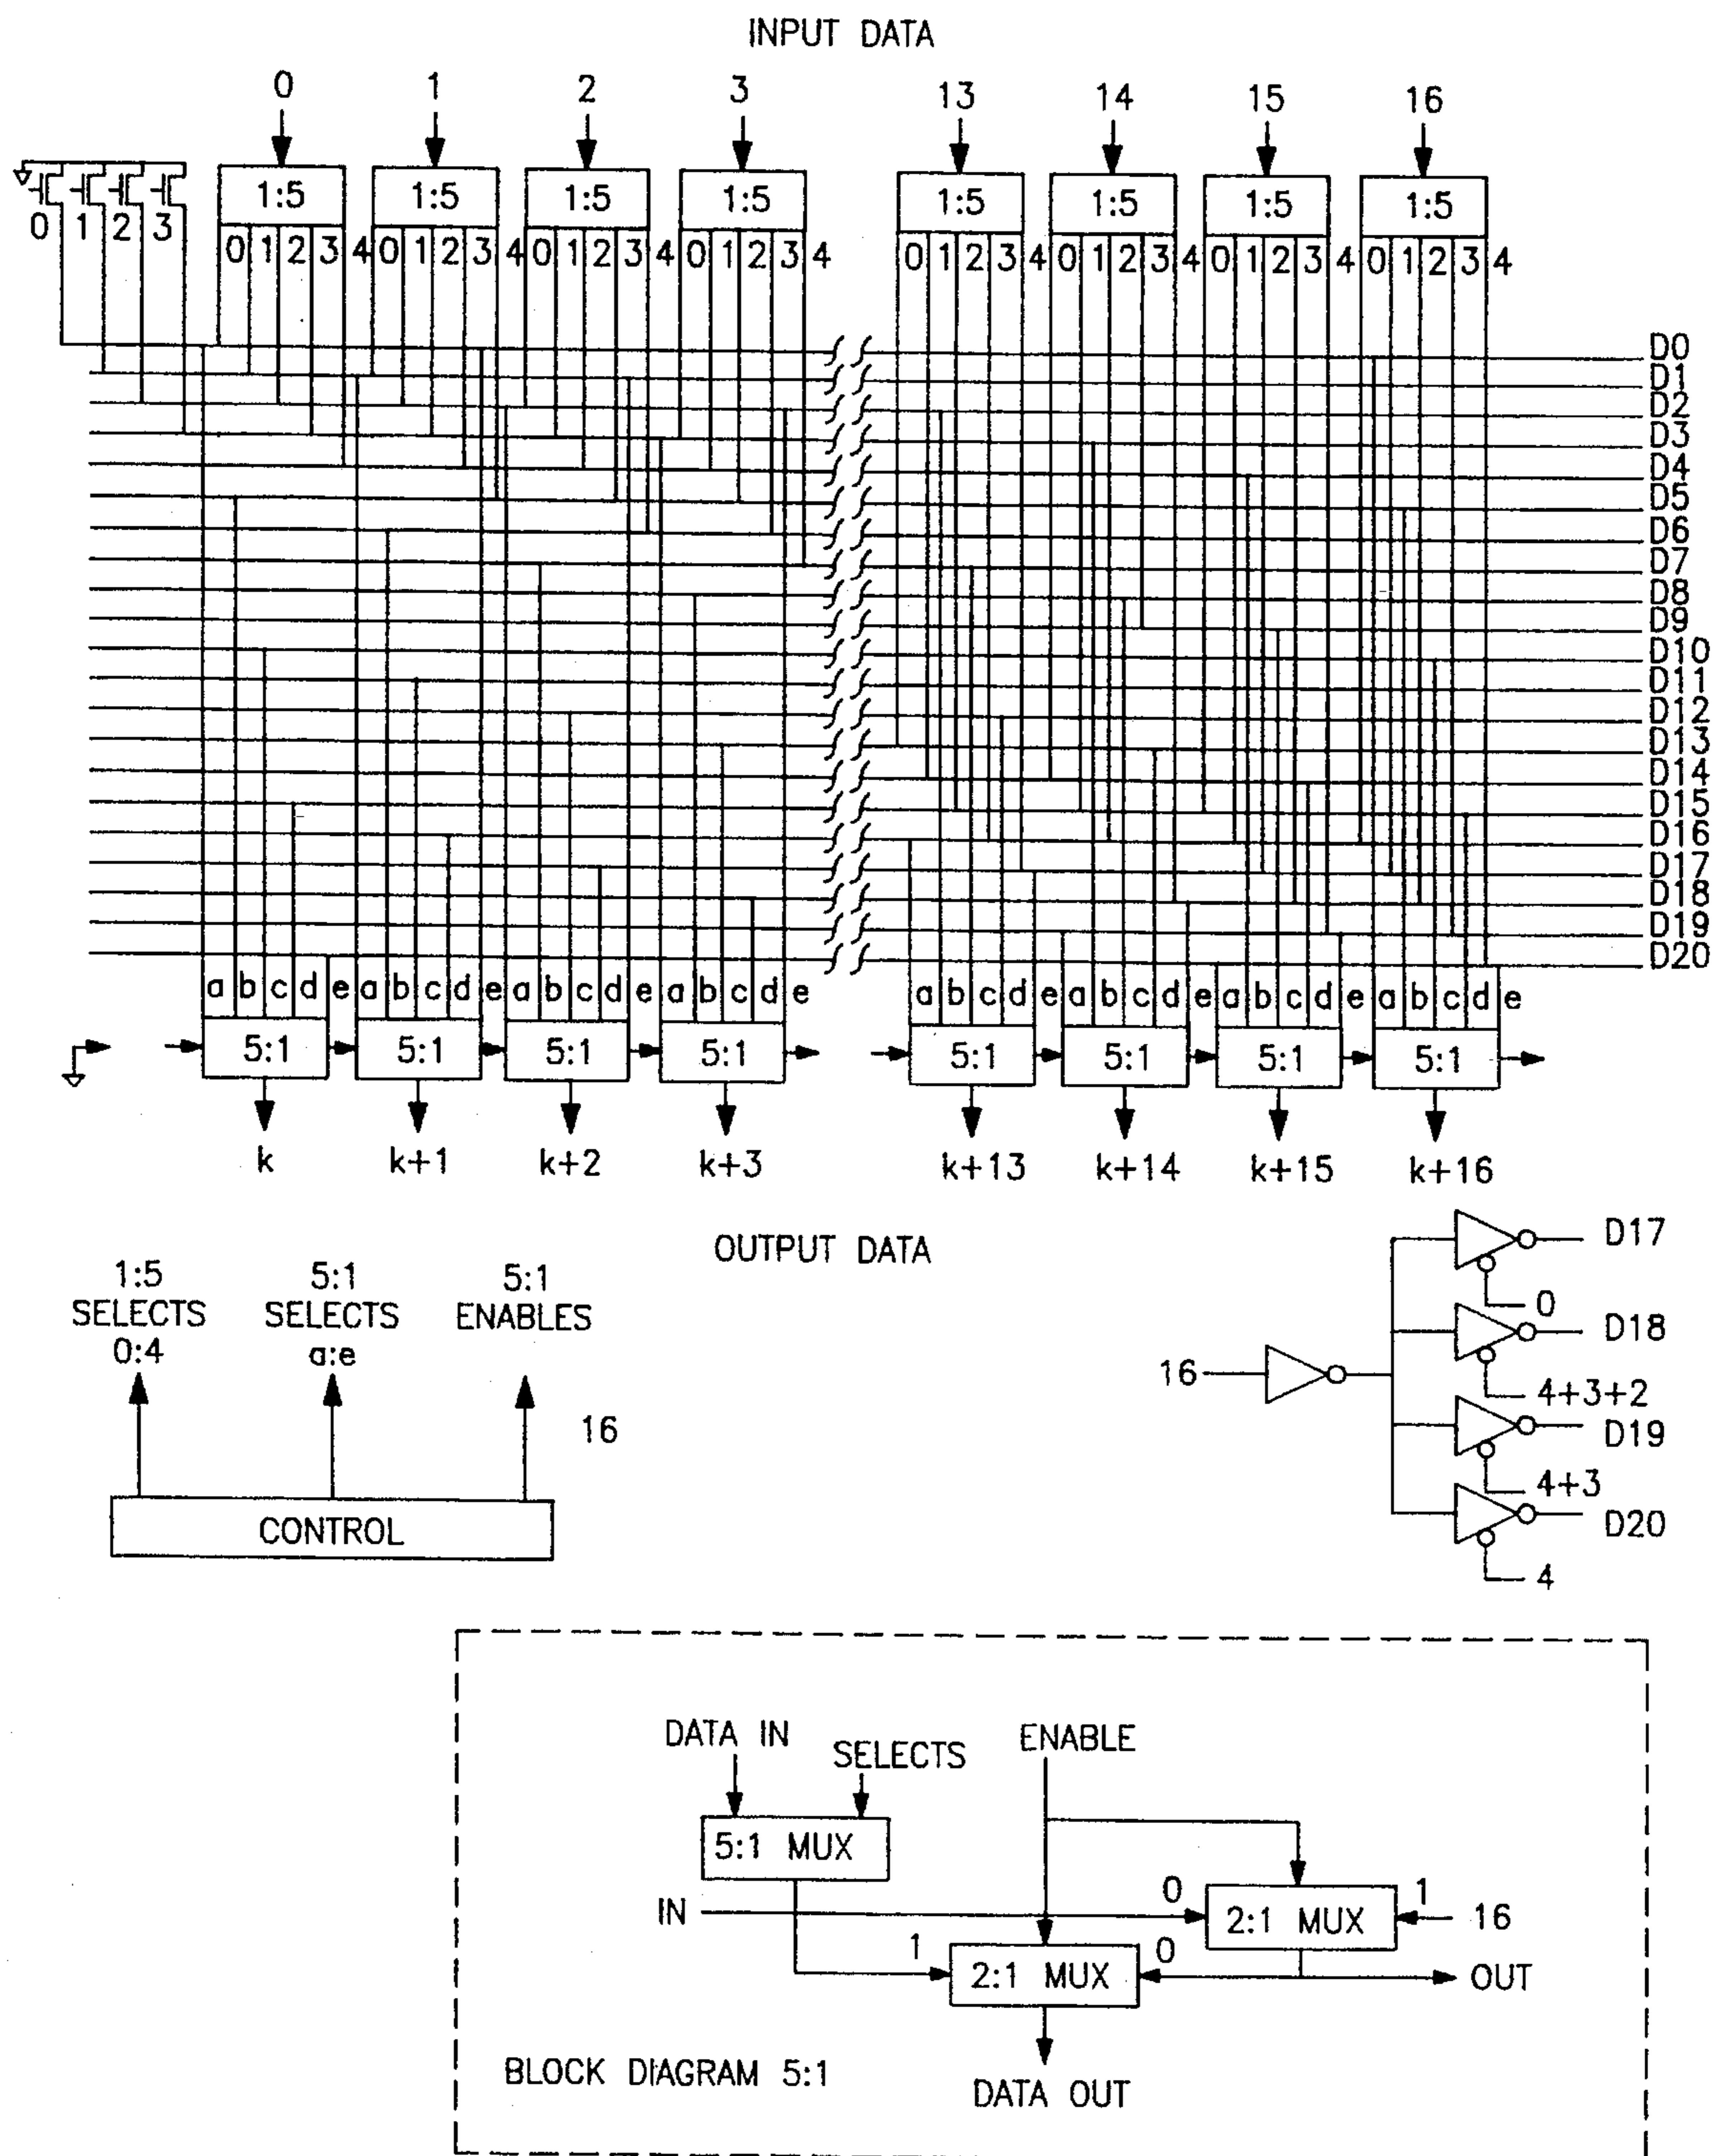 INPUT DATA
0 1 2 3 13 14 15 16
1:5 1:5 1:5 1:5 1:5 1:5 1:5 1:5
0 1 2 3
0 1 2 3 4 0 1 2 3 4 0 1 2 3 4 0 1 2 3 4 0 1 2 3 4 0 1 2 3 4 0 1 2 3 4 0 1 2 3 4
D0
D1
D2
D3
D4
D5
D6
D7
D8
D9
D10
D11
D12
D13
D14
D15
D16
D17
D18
D19
D20
a b c d e a b c d e a b c d e a b c d e a b c d e a b c d e a b c d e a b c d e
5:1 5:1 5:1 5:1 5:1 5:1 5:1 5:1
k k+1 k+2 k+3 k+13 k+14 k+15 k+16
OUTPUT DATA
1:5 SELECTS 0:4
5:1 SELECTS a:e
5:1 ENABLES
16
CONTROL
16
D17
0
D18
4+3+2
D19
4+3
D20
4
DATA IN
SELECTS
ENABLE
5:1 MUX
IN
0
2:1 MUX
1
16
1
2:1 MUX
0
OUT
BLOCK DIAGRAM 5:1
DATA OUT